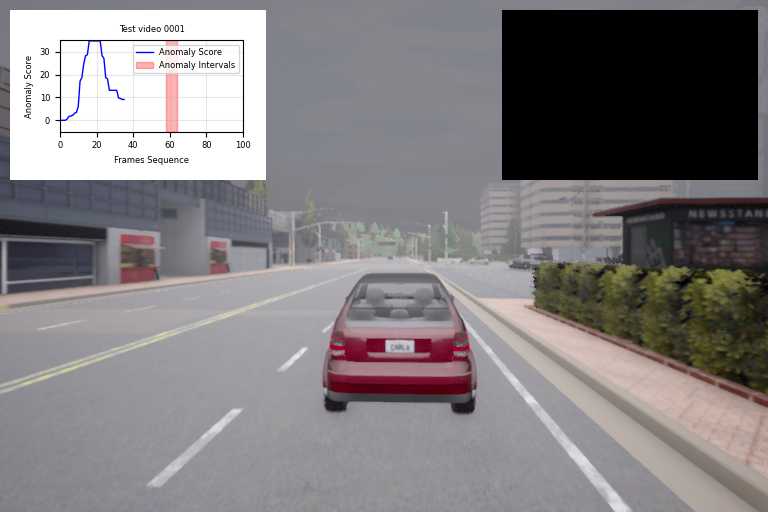 Test video 0001
Anomaly Score
30
20
10
0
Anomaly Score
Anomaly Intervals
0 20 40 60 80 100
Frames Sequence
NEWSSTAND
CARLA